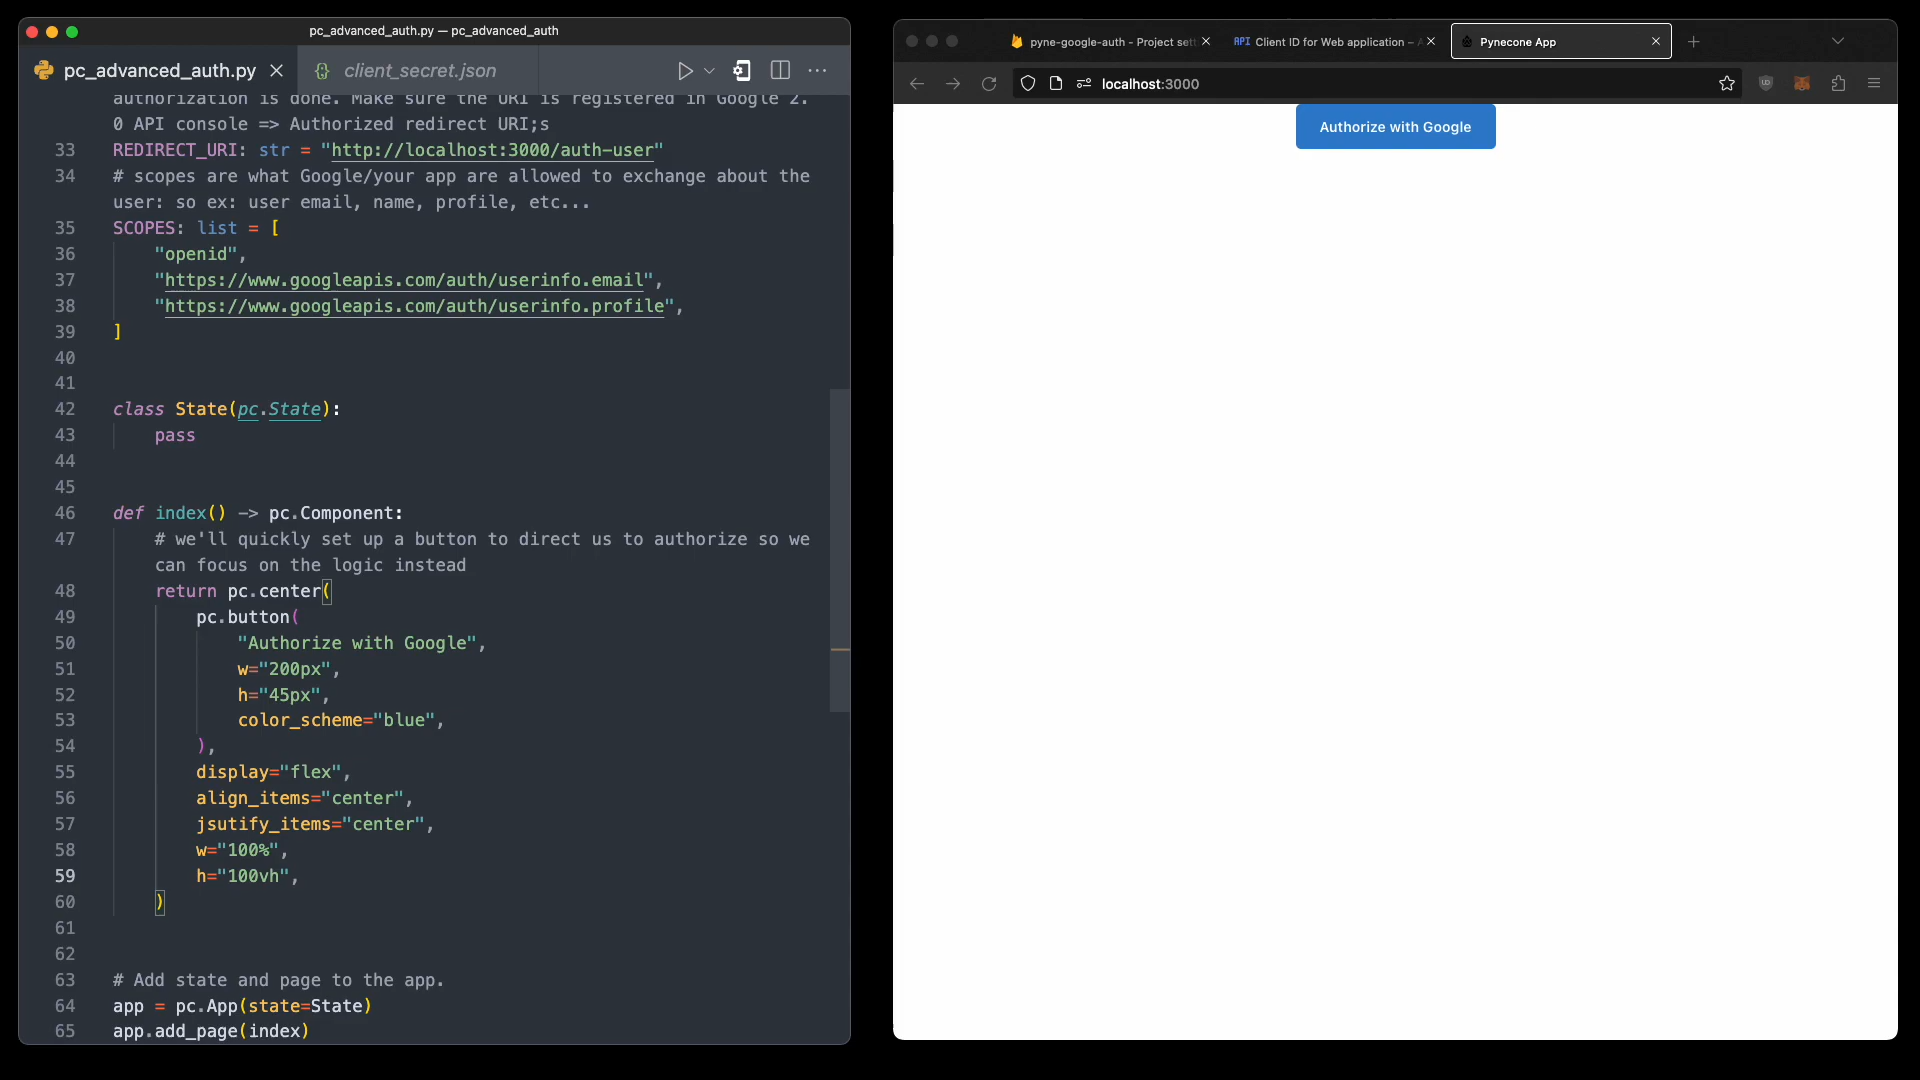 pc_advanced_auth.py — pc_advanced_auth
pc_advanced_auth.py
client_secret.json
authorization is done. Make sure the URI is registered in Google 2.
0 API console => Authorized redirect URI;s
33 REDIRECT_URI: str = "http://localhost:3000/auth-user"
34 # scopes are what Google/your app are allowed to exchange about the
user: so ex: user email, name, profile, etc...
35 SCOPES: list = [
36 "openid",
37 "https://www.googleapis.com/auth/userinfo.email",
38 "https://www.googleapis.com/auth/userinfo.profile",
39 ]
40
41
42 class State(pc.State):
43 pass
44
45
46 def index() -> pc.Component:
47 # we'll quickly set up a button to direct us to authorize so we
can focus on the logic instead
48 return pc.center(
49 pc.button(
50 "Authorize with Google",
51 w="200px",
52 h="45px",
53 color_scheme="blue",
54 ),
55 display="flex",
56 align_items="center",
57 jsutify_items="center",
58 w="100%",
59 h="100vh",
60 )
61
62
63 # Add state and page to the app.
64 app = pc.App(state=State)
65 app.add_page(index)
pyne-google-auth - Project sett
API Client ID for Web application –
Pynecone App
localhost:3000
Authorize with Google